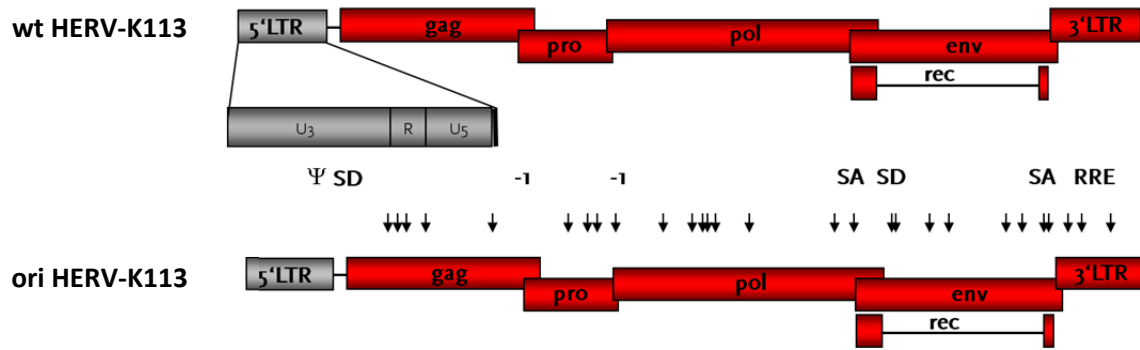 wt HERV-K113 5‘LTR gag pro pol env 3‘LTR
rec
U3 R U5
Ψ SD -1 -1 SA SD SA RRE
ori HERV-K113 5‘LTR gag pro pol env 3‘LTR
rec